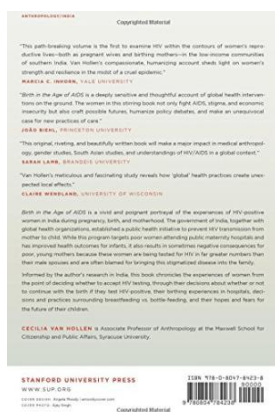 ANTHROPOLOGY/INDIA
Copyrighted Material
"This path-breaking volume is the first to examine HIV within the contours of women's repro-
ductive lives—both as pregnant wives and birthing mothers—in the low-income communities
of southern India. Van Hollen's compassionate, humanizing account sheds light on women's
strength and resilience in the midst of a cruel epidemic."
MARCIA C. INHORN, YALE UNIVERSITY
"Birth in the Age of AIDS is a deeply sensitive and thoughtful account of global health interven-
tions on the ground. The women in this stirring book not only fight AIDS, stigma, and economic
insecurity but also craft possible futures, humanize policy debates, and make an unequivocal
case for new practices of care."
JOÃO BIEHL, PRINCETON UNIVERSITY
"This original, riveting, and beautifully written book will make a major impact in medical anthropol-
ogy, gender studies, South Asian studies, and understandings of HIV/AIDS in a global context."
SARAH LAMB, BRANDEIS UNIVERSITY
"Van Hollen's meticulous and fascinating study reveals how 'global' health practices create unex-
pected local effects."
CLAIRE WENDLAND, UNIVERSITY OF WISCONSIN
Birth in the Age of AIDS is a vivid and poignant portrayal of the experiences of HIV-positive
women in India during pregnancy, birth, and motherhood. The government of India, together with
global health organizations, established a public health initiative to prevent HIV transmission from
mother to child. While this program targets poor women attending public maternity hospitals and
has improved health outcomes for infants, it also results in sometimes negative consequences for
poor, young mothers because these women are being tested for HIV in far greater numbers than
their male spouses and are often blamed for bringing this stigmatized disease into the family.
Informed by the author's research in India, this book chronicles the experiences of women from
the point of deciding whether to accept HIV testing, through their decisions about whether or not
to continue with the birth if they test HIV-positive, their birthing experiences in hospitals, deci-
sions and practices surrounding breastfeeding vs. bottle-feeding, and their hopes and fears for
the future of their children.
CECILIA VAN HOLLEN is Associate Professor of Anthropology at the Maxwell School for
Citizenship and Public Affairs, Syracuse University.
STANFORD UNIVERSITY PRESS
WWW.SUP.ORG
ISBN 978-0-8047-8423-8
80000
9 780804 784238
Copyrighted Material